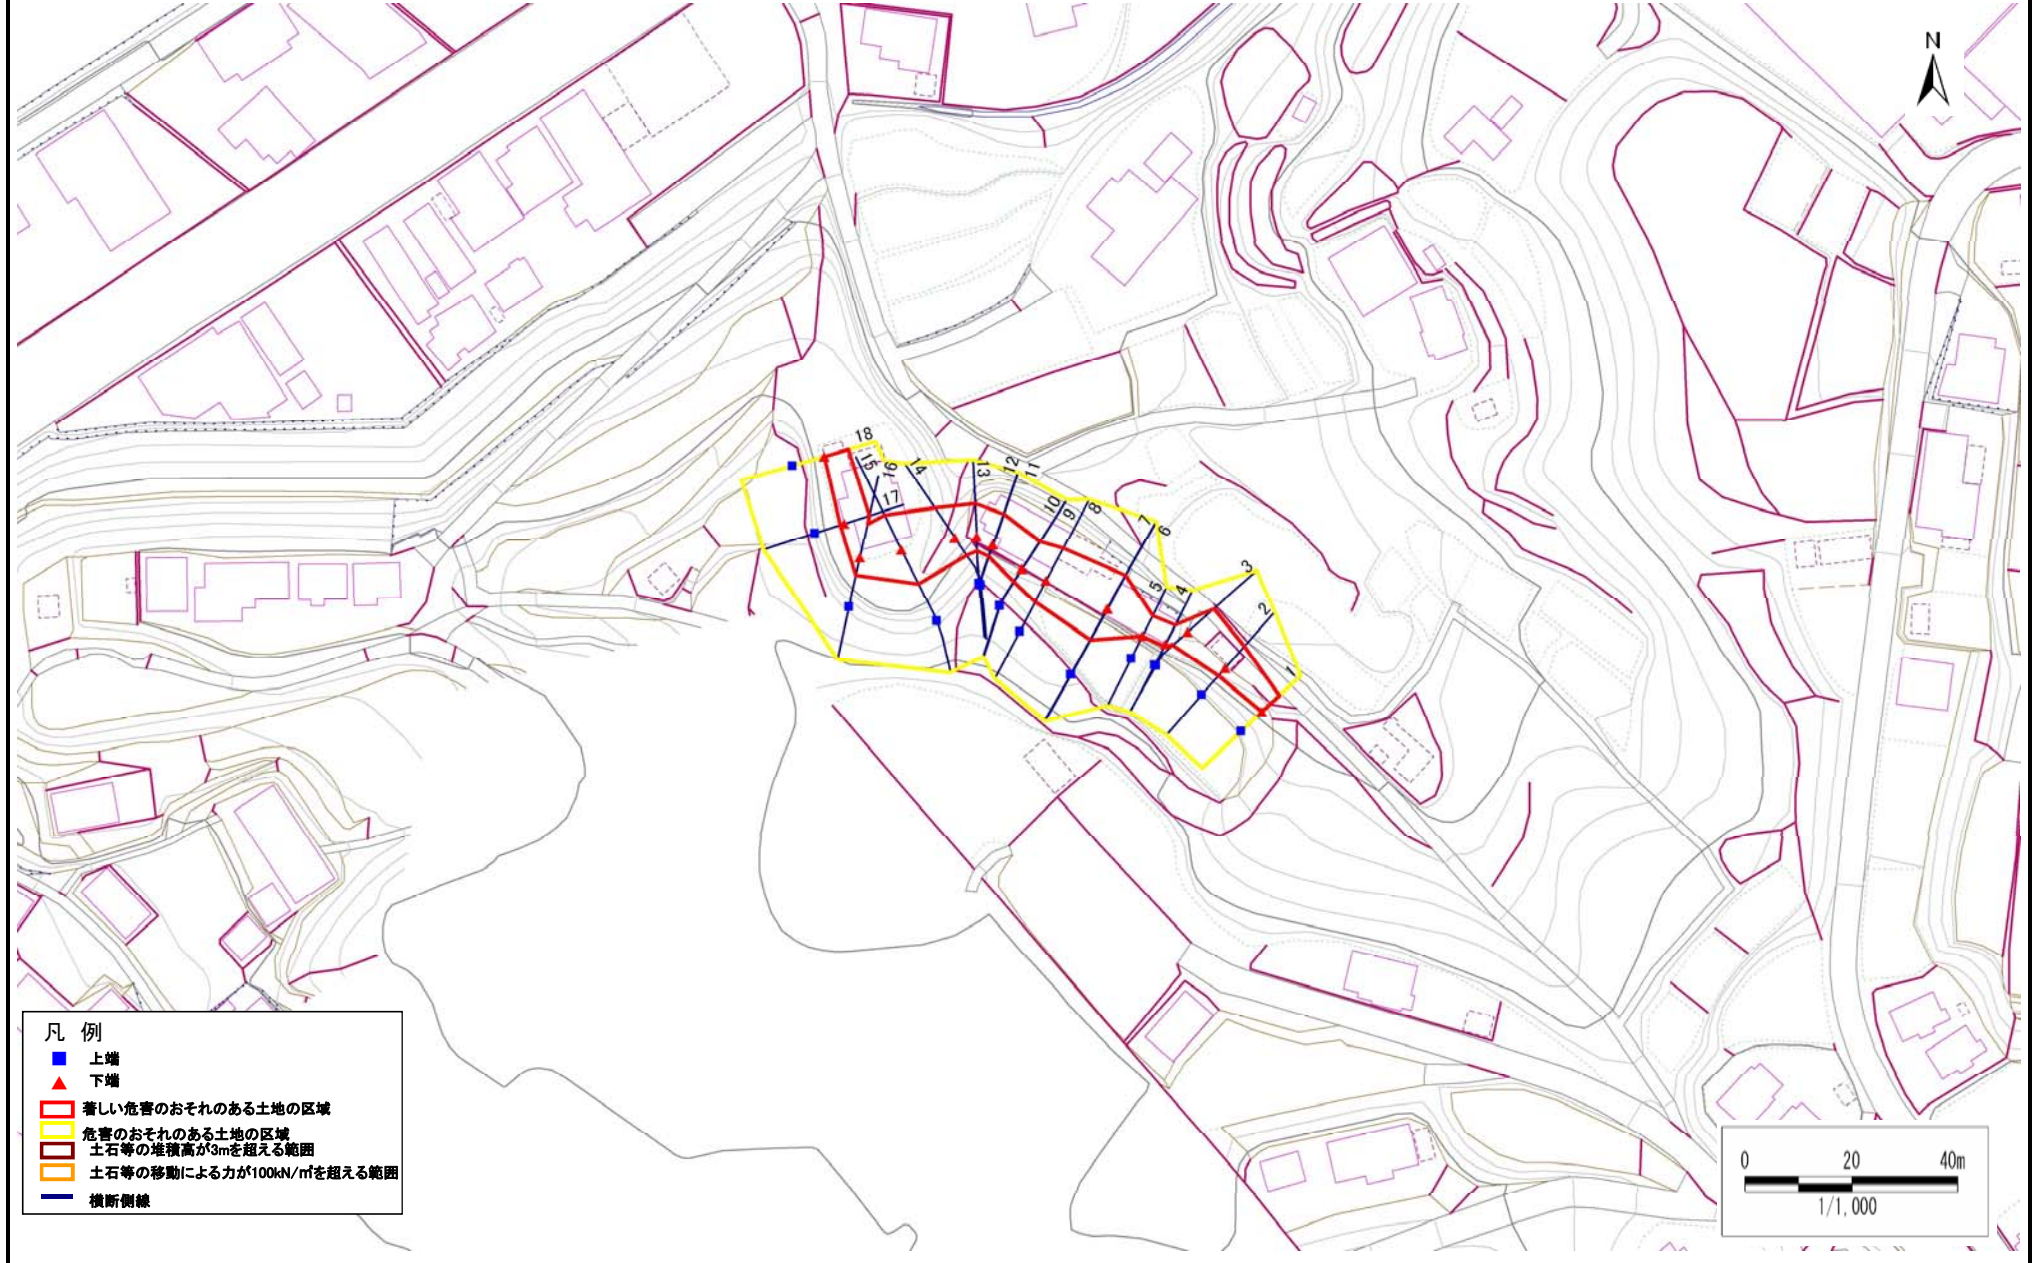 N
18
15
16
14
17
13
12
11
10
9
8
7
6
5
4
3
2
1
凡 例
上端
下端
著しい危害のおそれのある土地の区域
危害のおそれのある土地の区域
土石等の堆積高が3mを超える範囲
土石等の移動による力が100kN/㎡を超える範囲
横断側線
0 20 40m
1/1,000